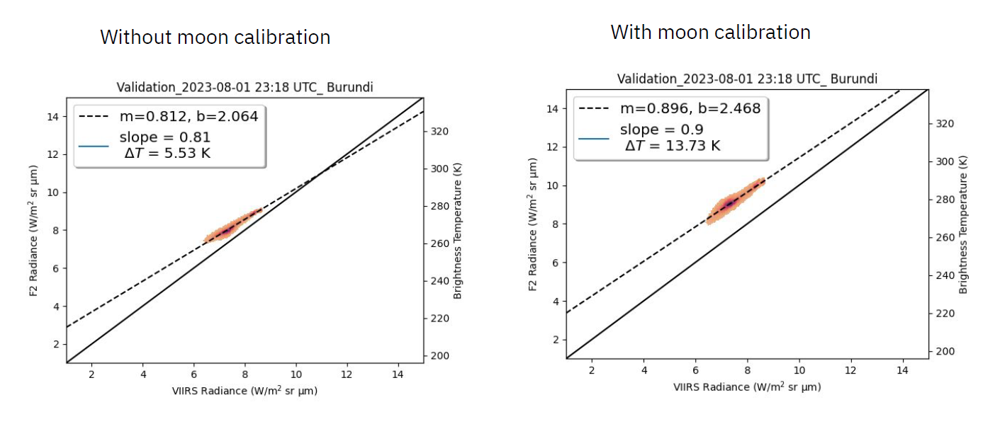 Without moon calibration
With moon calibration
Validation_2023-08-01 23:18 UTC_ Burundi
m=0.812, b=2.064
slope = 0.81
ΔT = 5.53 K
14
12
10
8
6
4
2
F2 Radiance (W/m² sr μm)
320
300
280
260
240
220
200
Brightness Temperature (K)
2 4 6 8 10 12 14
VIIRS Radiance (W/m² sr μm)
Validation_2023-08-01 23:18 UTC_ Burundi
m=0.896, b=2.468
slope = 0.9
ΔT = 13.73 K
14
12
10
8
6
4
2
F2 Radiance (W/m² sr μm)
320
300
280
260
240
220
200
Brightness Temperature (K)
2 4 6 8 10 12 14
VIIRS Radiance (W/m² sr μm)